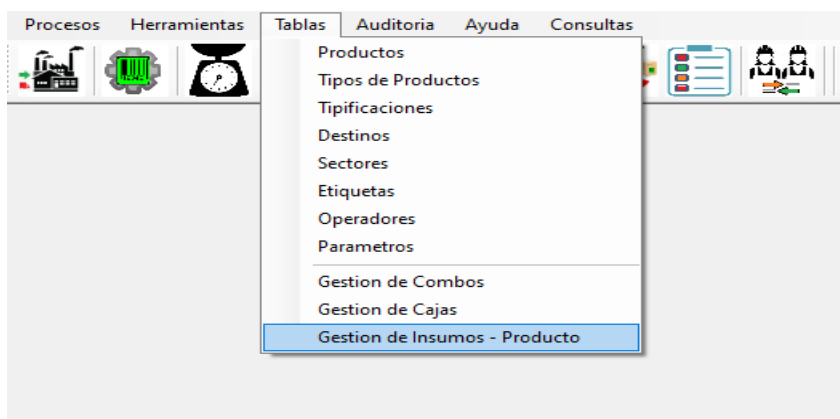 Procesos Herramientas Tablas Auditoria Ayuda Consultas
Productos
Tipos de Productos
Tipificaciones
Destinos
Sectores
Etiquetas
Operadores
Parametros
Gestion de Combos
Gestion de Cajas
Gestion de Insumos - Producto